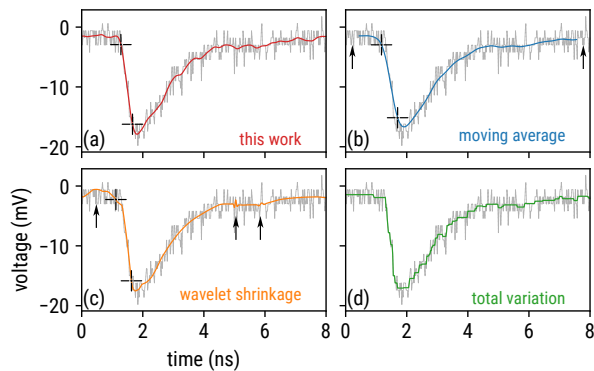 0
−10
−20
(a)
this work
(b)
moving average
voltage (mV)
0
−10
−20
(c)
wavelet shrinkage
(d)
total variation
0 2 4 6 8 0 2 4 6 8
time (ns)